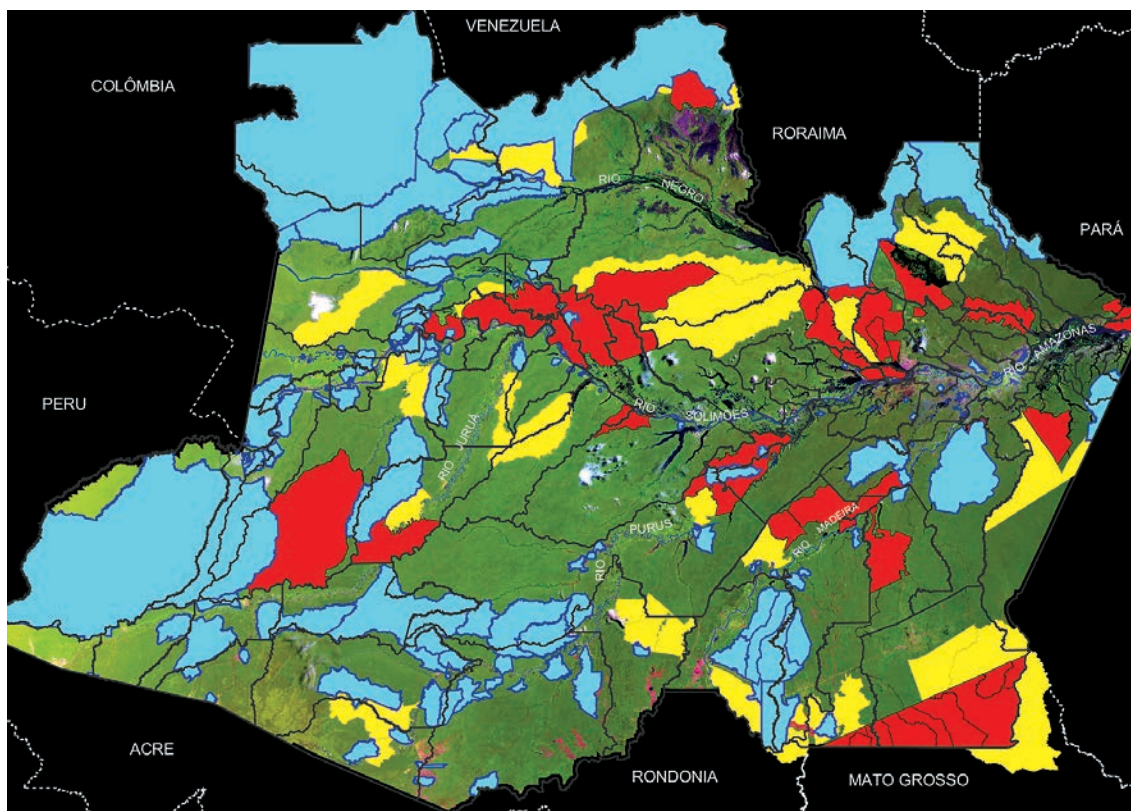 VENEZUELA
COLÔMBIA
RORAIMA
RIO NEGRO
PARÁ
RIO AMAZONAS
PERU
RIO SOLIMÕES
RIO JURUÁ
RIO MADEIRA
RIO PURUS
ACRE
RONDONIA
MATO GROSSO